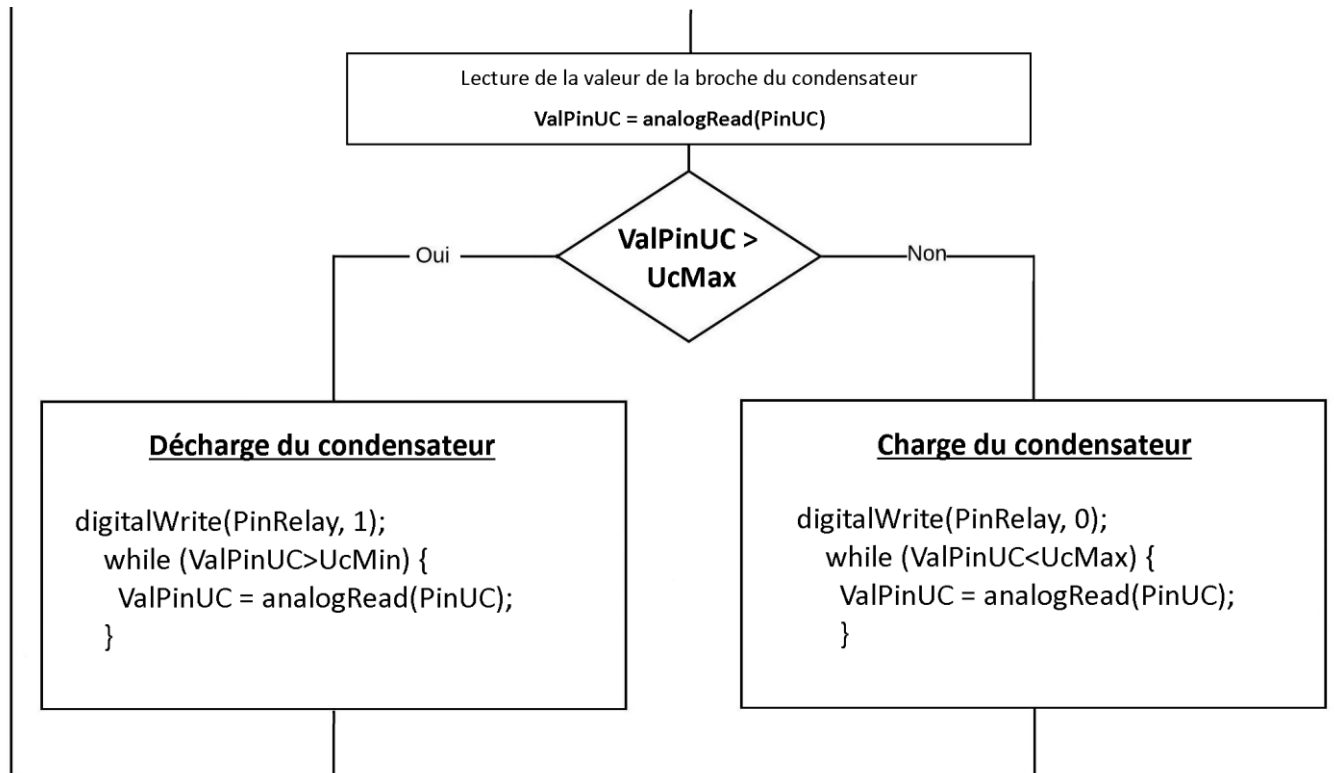 Lecture de la valeur de la broche du condensateur
ValPinUC = analogRead(PinUC)
ValPinUC >
UcMax
Oui
Non
Décharge du condensateur
digitalWrite(PinRelay, 1);
while (ValPinUC>UcMin) {
ValPinUC = analogRead(PinUC);
}
Charge du condensateur
digitalWrite(PinRelay, 0);
while (ValPinUC<UcMax) {
ValPinUC = analogRead(PinUC);
}